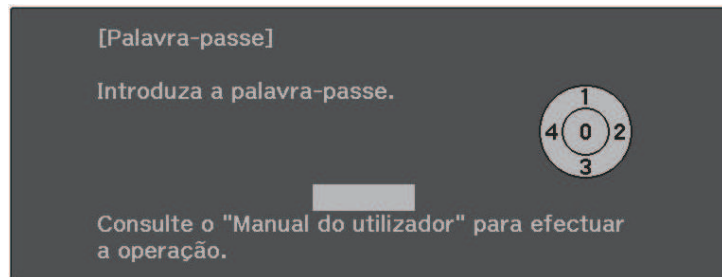 [Palavra-passe]
Introduza a palavra-passe.
1
4 0 2
3
Consulte o "Manual do utilizador" para efectuar
a operação.